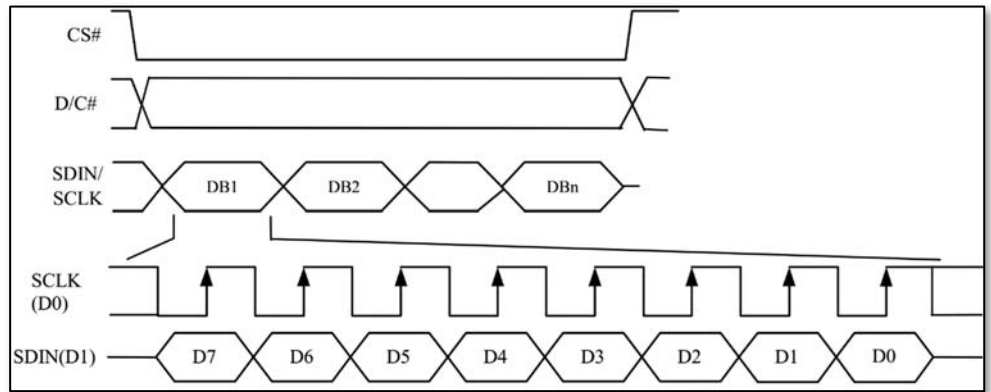 CS#
D/C#
SDIN/
SCLK
DB1 DB2 DBn
SCLK
(D0)
SDIN(D1) D7 D6 D5 D4 D3 D2 D1 D0